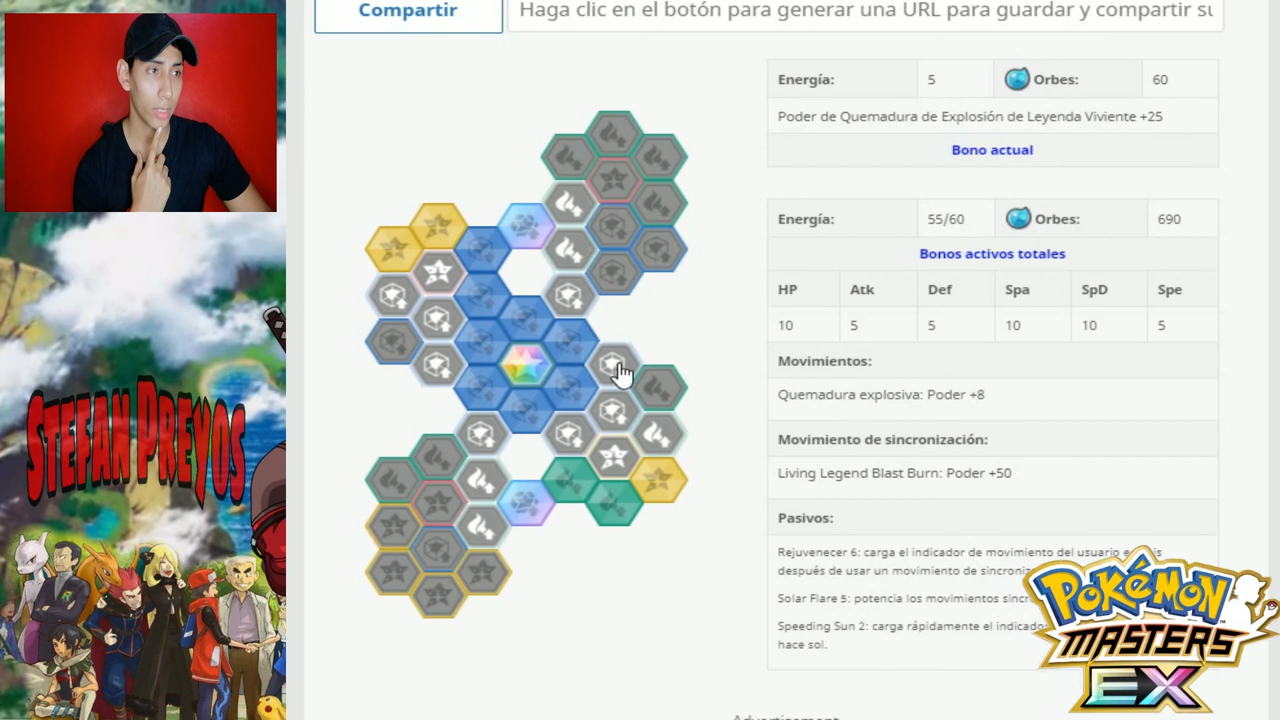 Compartir
Haga clic en el botón para generar una URL para guardar y compartir su
Energía: 5 Orbes: 60
Poder de Quemadura de Explosión de Leyenda Viviente +25
Bono actual
Energía: 55/60 Orbes: 690
Bonos activos totales
HP Atk Def Spa SpD Spe
10 5 5 10 10 5
Movimientos:
Quemadura explosiva: Poder +8
Movimiento de sincronización:
Living Legend Blast Burn: Poder +50
Pasivos:
Rejuvenecer 6: carga el indicador de movimiento del usuario
después de usar un movimiento de
Solar Flare 5: potencia los movimientos
Speeding Sun 2: carga rápidamente el
hace sol.
STEFAN PREYOS
POKéMON
MASTERS
EX